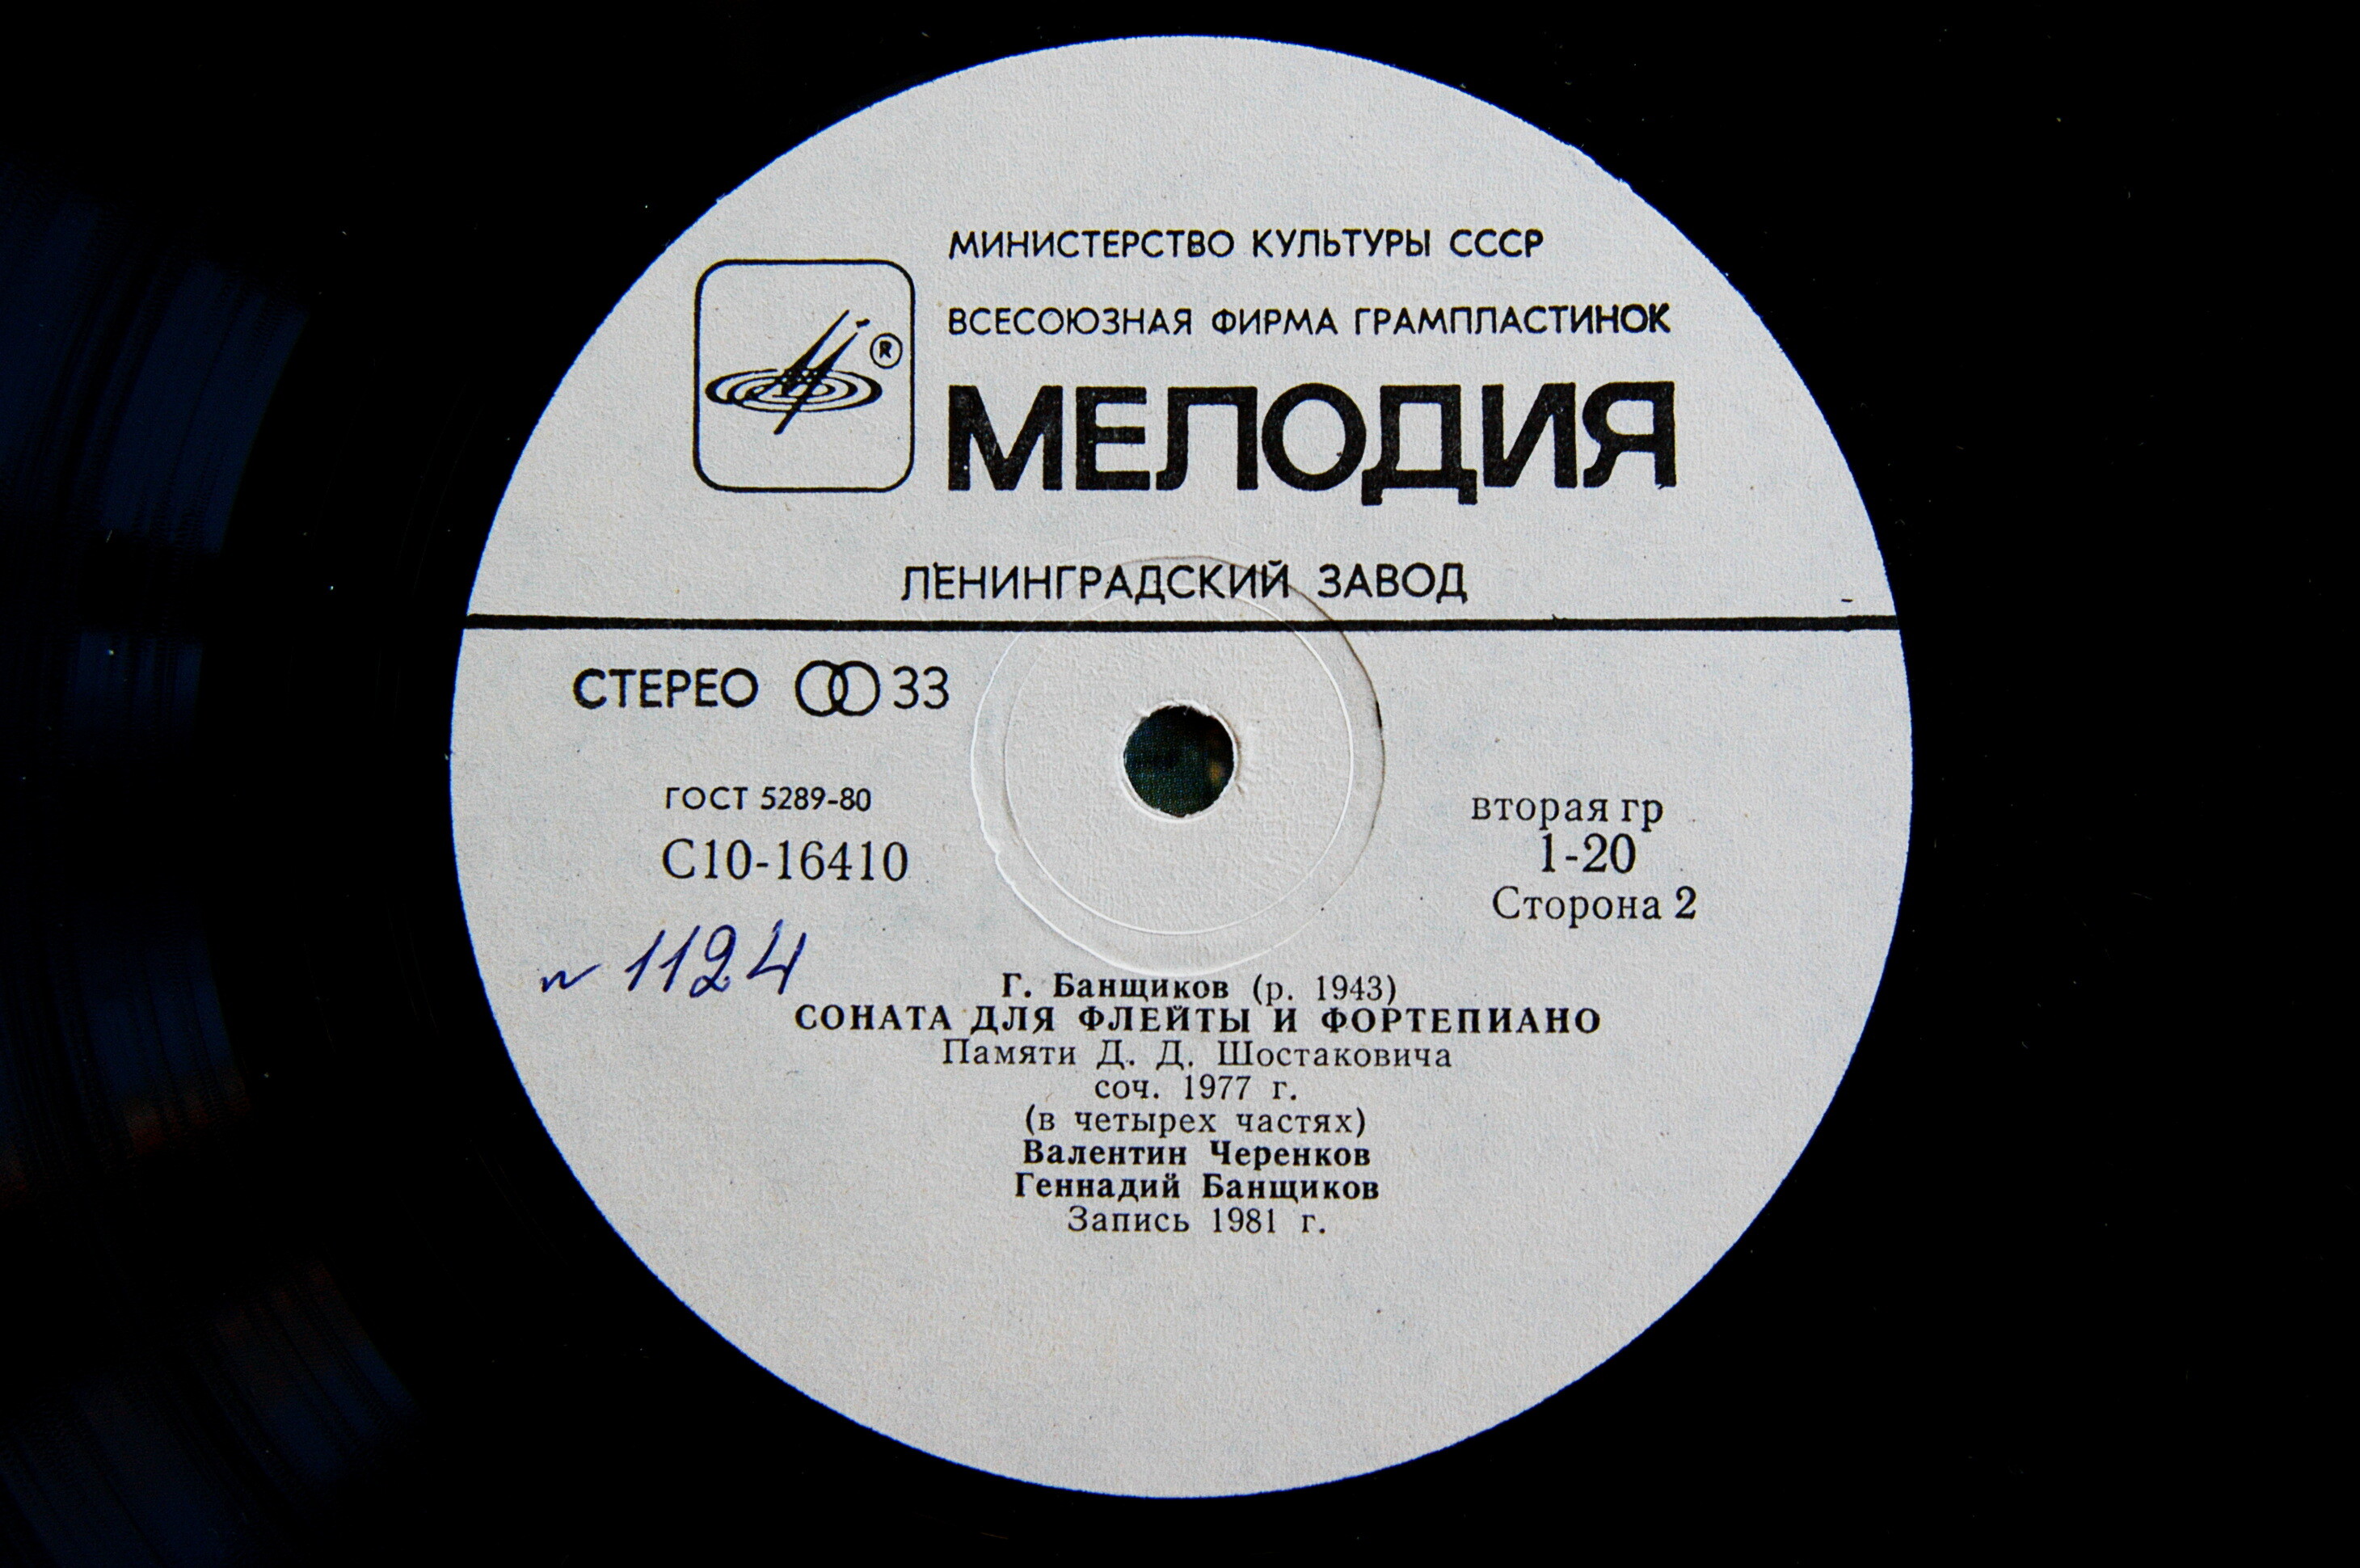 МИНИСТЕРСТВО КУЛЬТУРЫ СССР
ВСЕСОЮЗНАЯ ФИРМА ГРАМПЛАСТИНОК
®
МЕЛОДИЯ
ЛЕНИНГРАДСКИЙ ЗАВОД
СТЕРЕО 33
ГОСТ 5289-80
С10-16410
вторая гр
1-20
Сторона 2
1124
Г. Банщиков (р. 1943)
СОНАТА ДЛЯ ФЛЕЙТЫ И ФОРТЕПИАНО
Памяти Д. Д. Шостаковича
соч. 1977 г.
(в четырех частях)
Валентин Черенков
Геннадий Банщиков
Запись 1981 г.